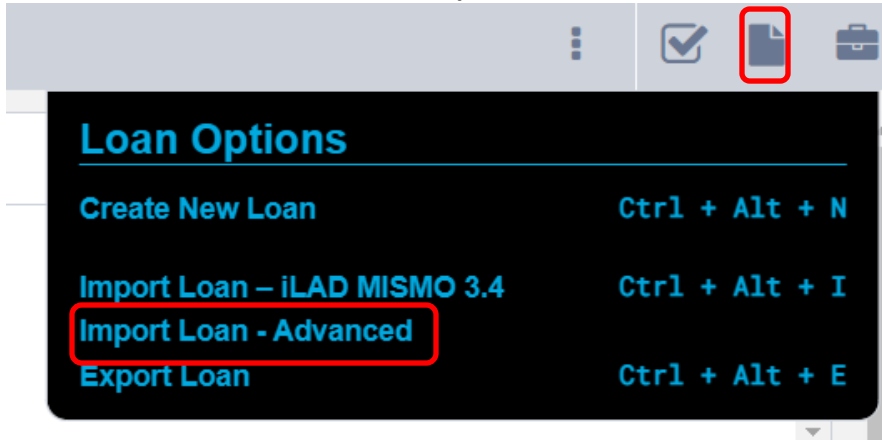 Loan Options
Create New Loan Ctrl + Alt + N
Import Loan – iLAD MISMO 3.4 Ctrl + Alt + I
Import Loan - Advanced
Export Loan Ctrl + Alt + E